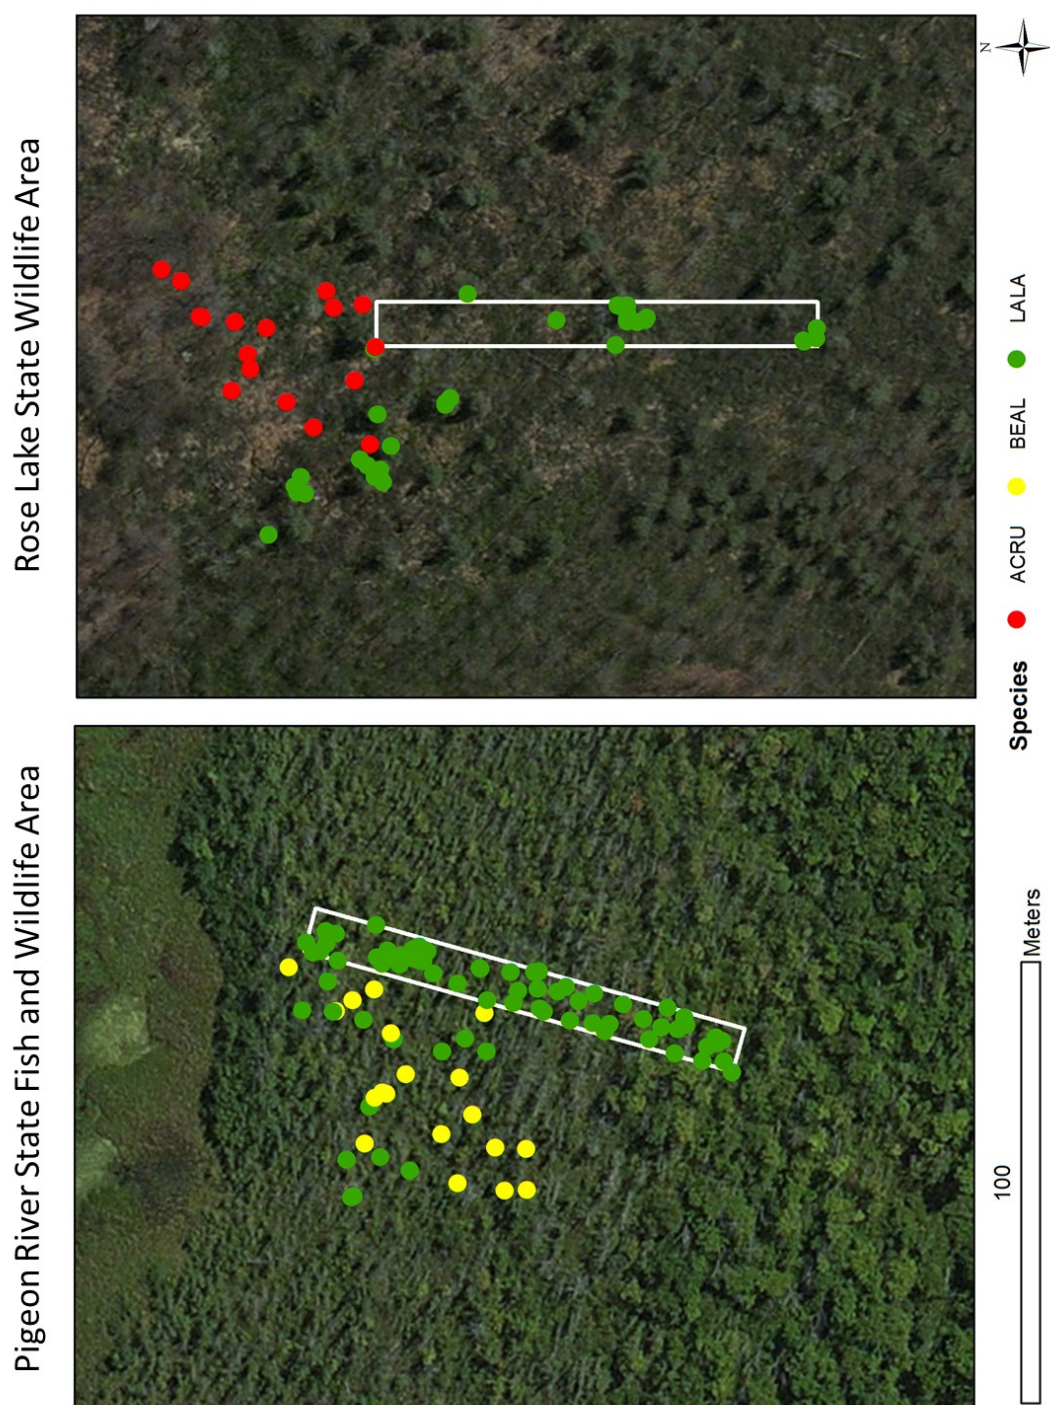 Pigeon River State Fish and Wildlife Area
Rose Lake State Wildlife Area
100
Meters
Species
ACRU
BEAL
LALA
N